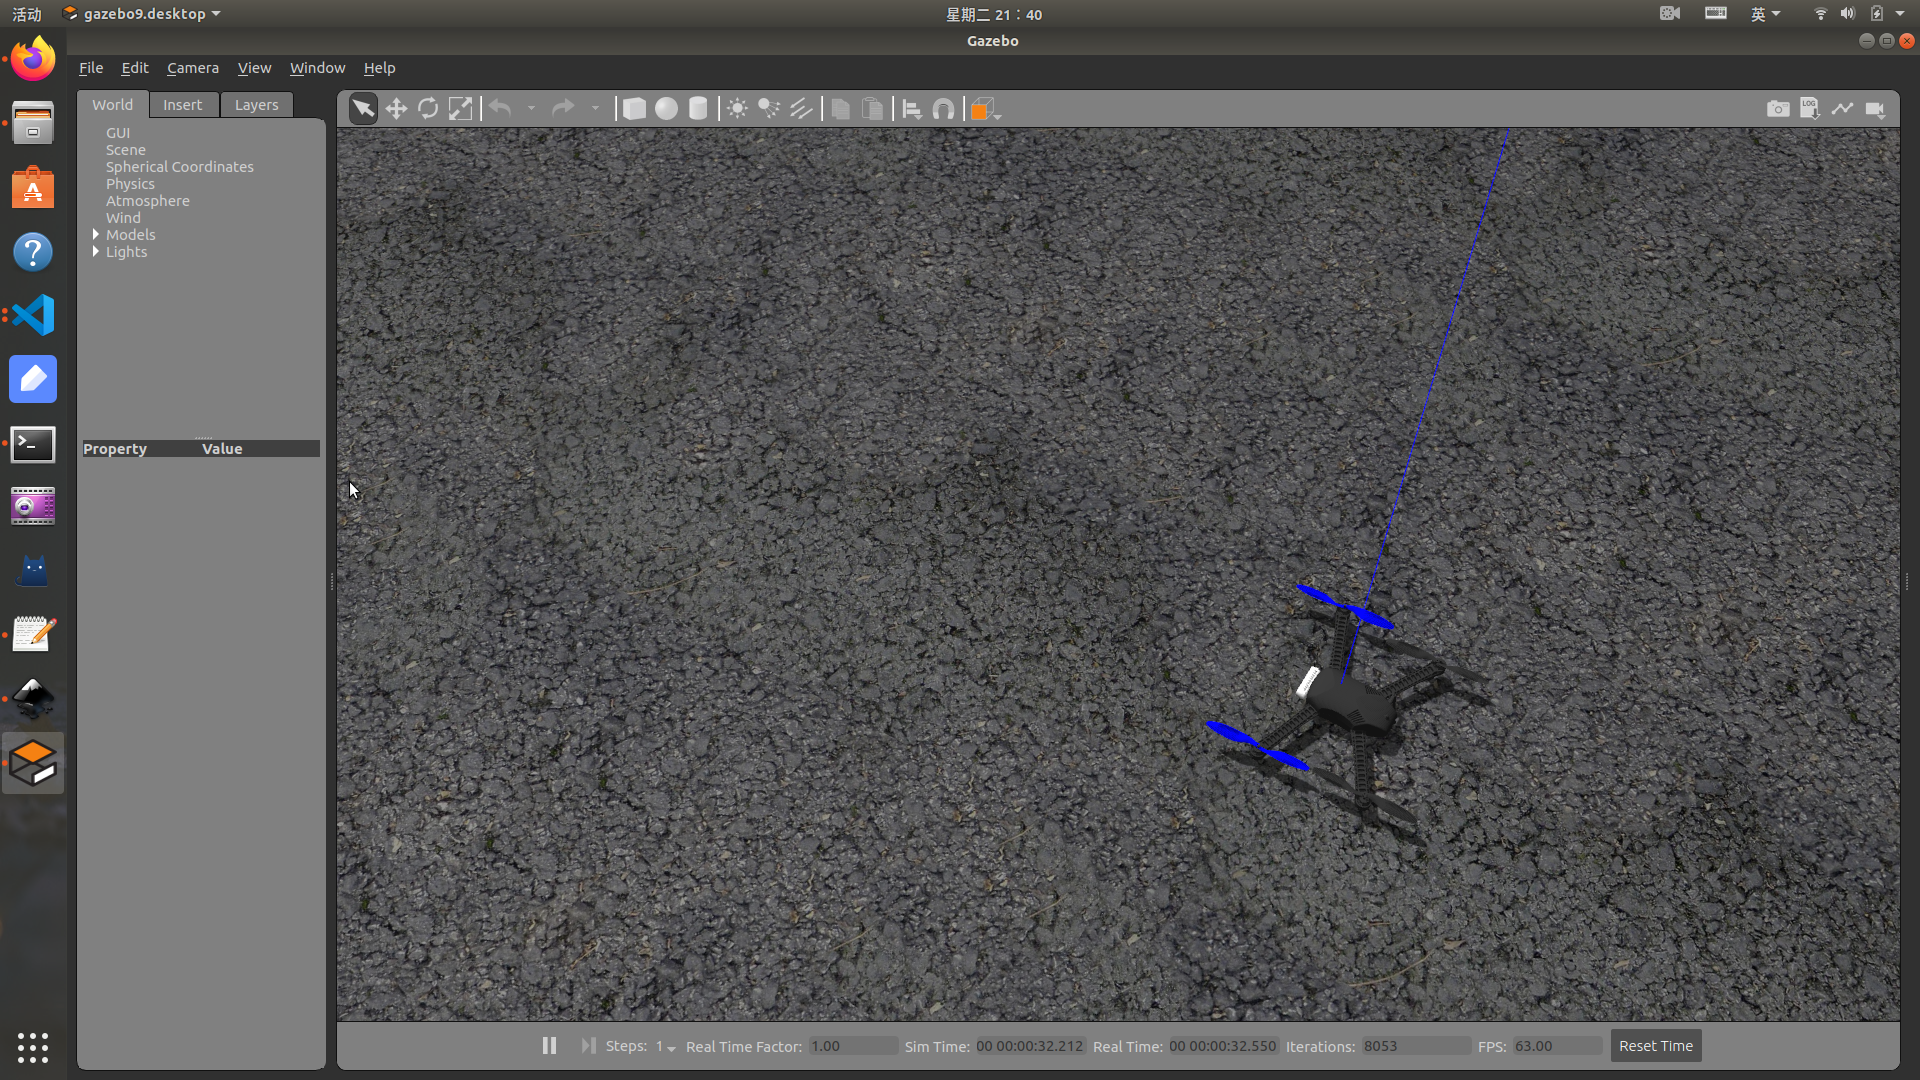 活动 gazebo9.desktop 星期二 21：40 英
Gazebo
File Edit Camera View Window Help
World Insert Layers
LOG
GUI
Scene
Spherical Coordinates
Physics
Atmosphere
Wind
Models
Lights
Property Value
Steps: 1 Real Time Factor: 1.00 Sim Time: 00 00:00:32.212 Real Time: 00 00:00:32.550 Iterations: 8053 FPS: 63.00 Reset Time